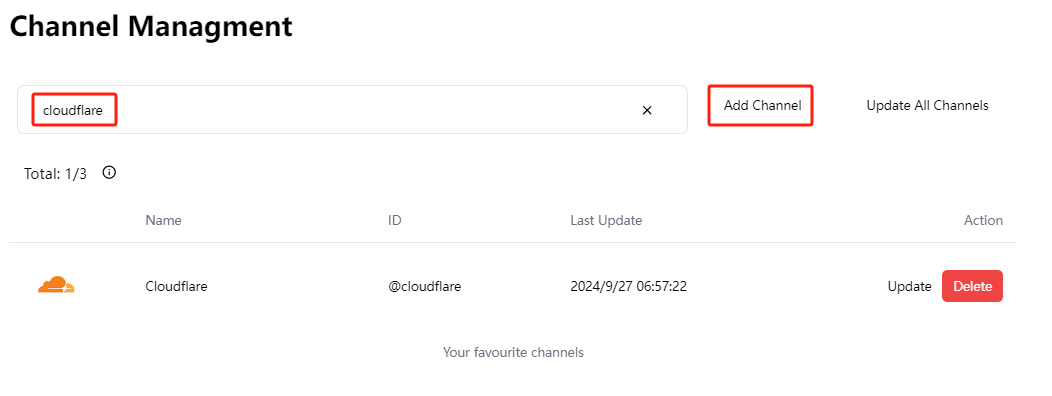 Channel Managment
cloudflare Add Channel Update All Channels
Total: 1/3
Name ID Last Update Action
Cloudflare @cloudflare 2024/9/27 06:57:22 Update Delete
Your favourite channels